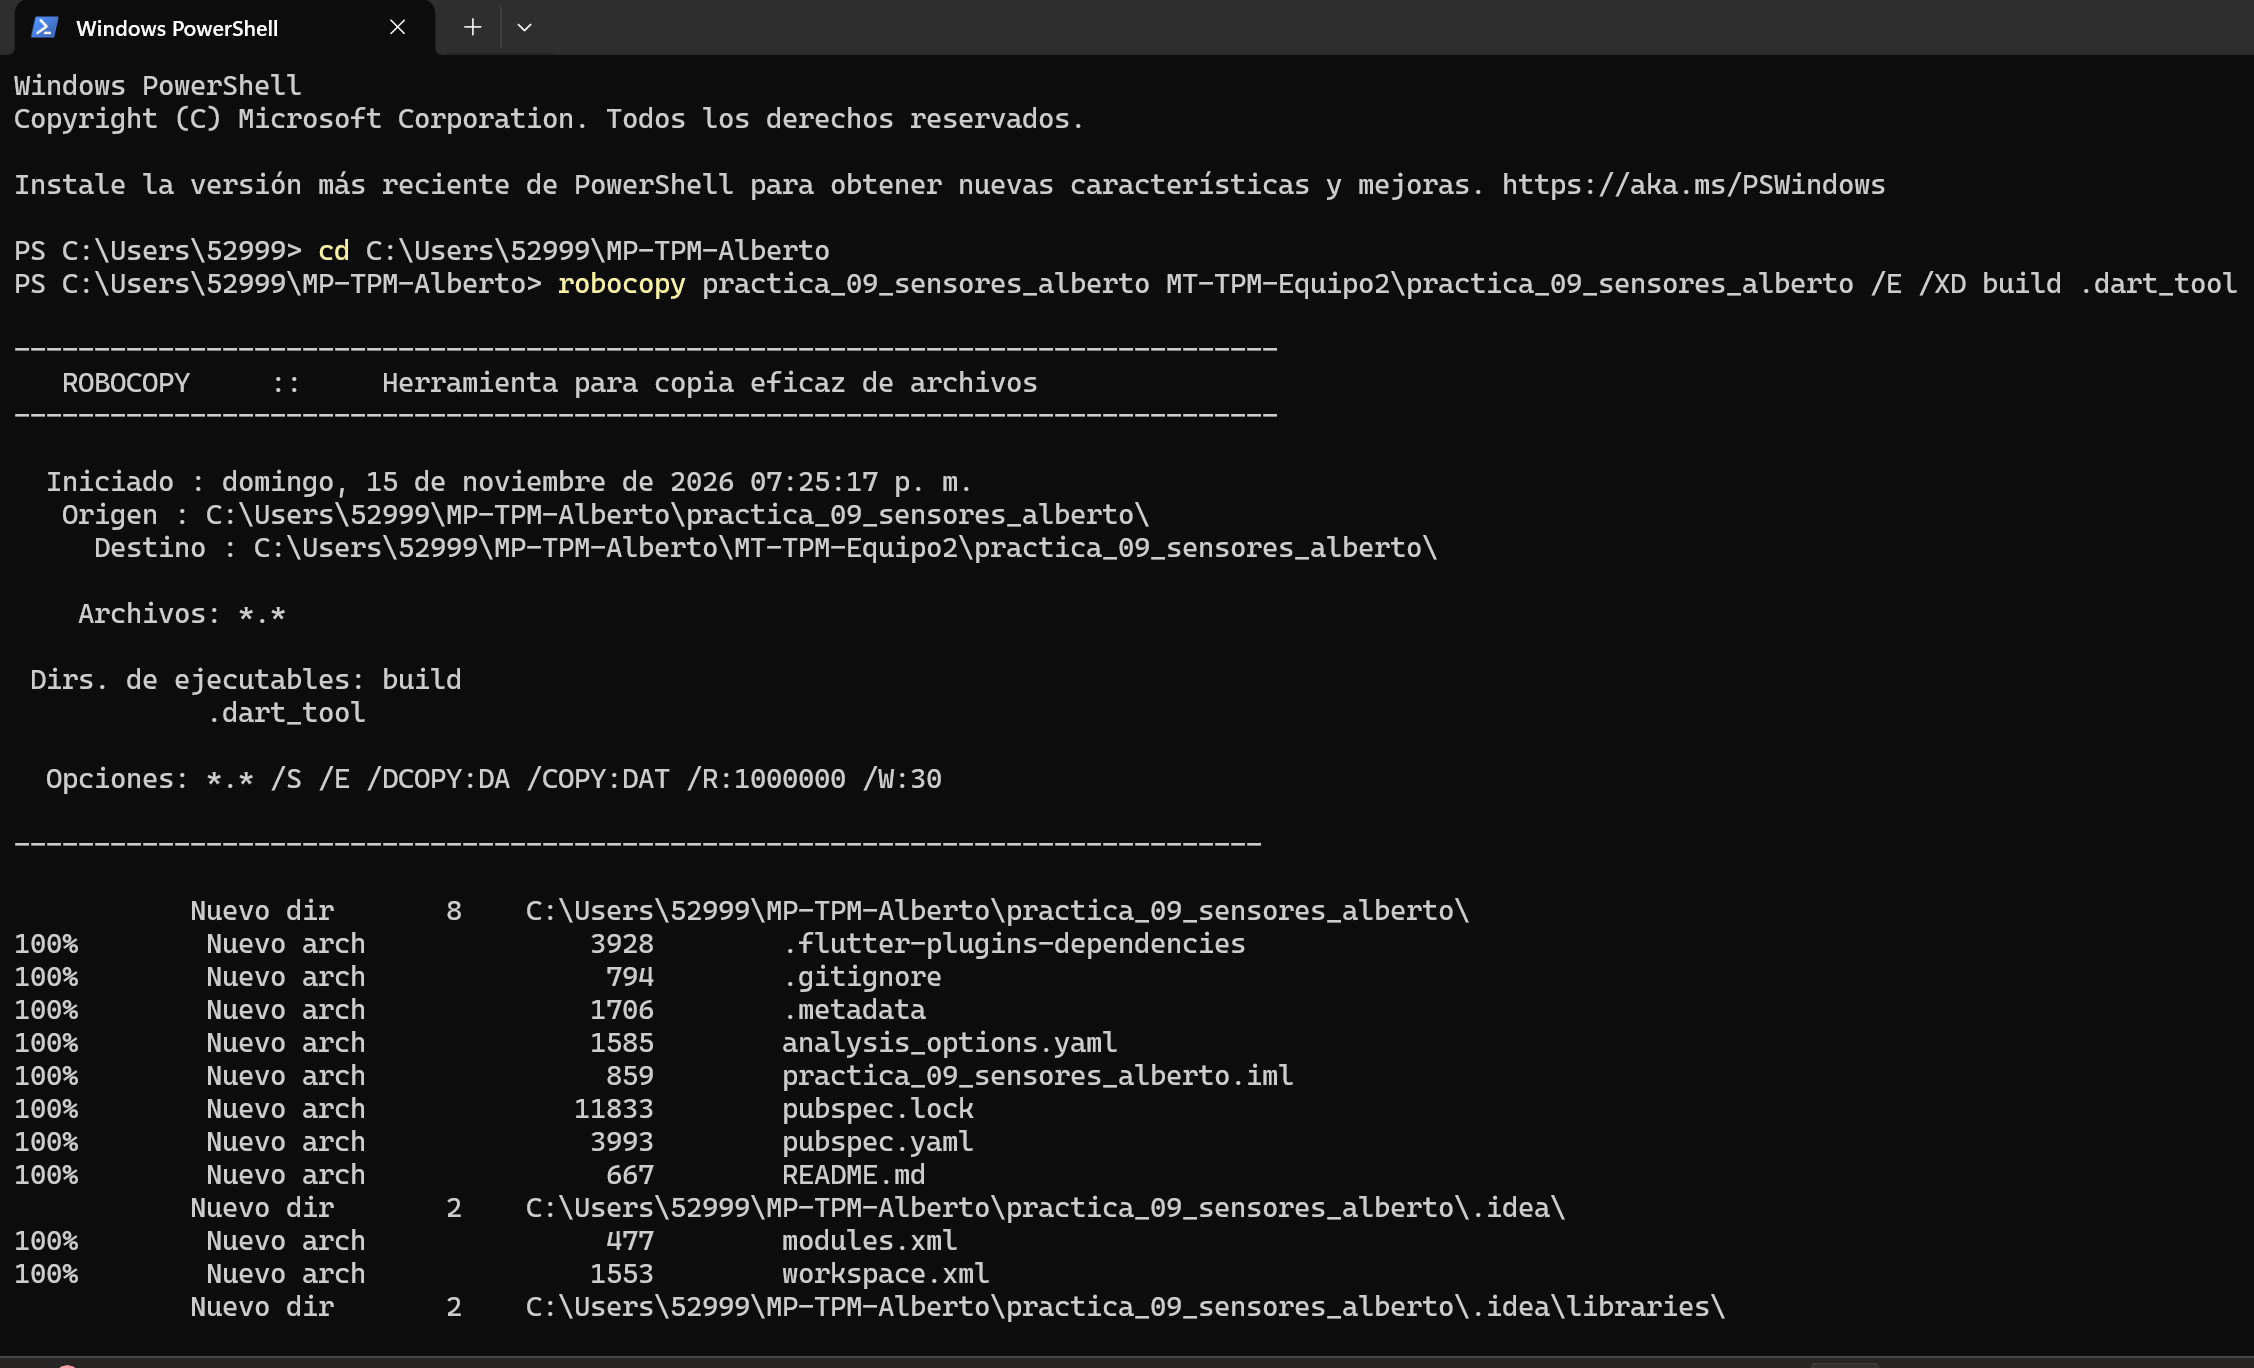 Windows PowerShell
Windows PowerShell
Copyright (C) Microsoft Corporation. Todos los derechos reservados.
Instale la versión más reciente de PowerShell para obtener nuevas características y mejoras. https://aka.ms/PSWindows
PS C:\Users\52999> cd C:\Users\52999\MP-TPM-Alberto
PS C:\Users\52999\MP-TPM-Alberto> robocopy practica_09_sensores_alberto MT-TPM-Equipo2\practica_09_sensores_alberto /E /XD build .dart_tool
-------------------------------------------------------------------------------
   ROBOCOPY     ::     Herramienta para copia eficaz de archivos
-------------------------------------------------------------------------------
  Iniciado : domingo, 15 de noviembre de 2026 07:25:17 p. m.
   Origen : C:\Users\52999\MP-TPM-Alberto\practica_09_sensores_alberto\
     Destino : C:\Users\52999\MP-TPM-Alberto\MT-TPM-Equipo2\practica_09_sensores_alberto\
    Archivos: *.*
 Dirs. de ejecutables: build
            .dart_tool
  Opciones: *.* /S /E /DCOPY:DA /COPY:DAT /R:1000000 /W:30
------------------------------------------------------------------------------
           Nuevo dir       8    C:\Users\52999\MP-TPM-Alberto\practica_09_sensores_alberto\
100%        Nuevo arch              3928        .flutter-plugins-dependencies
100%        Nuevo arch               794        .gitignore
100%        Nuevo arch              1706        .metadata
100%        Nuevo arch              1585        analysis_options.yaml
100%        Nuevo arch               859        practica_09_sensores_alberto.iml
100%        Nuevo arch             11833        pubspec.lock
100%        Nuevo arch              3993        pubspec.yaml
100%        Nuevo arch               667        README.md
           Nuevo dir       2    C:\Users\52999\MP-TPM-Alberto\practica_09_sensores_alberto\.idea\
100%        Nuevo arch               477        modules.xml
100%        Nuevo arch              1553        workspace.xml
           Nuevo dir       2    C:\Users\52999\MP-TPM-Alberto\practica_09_sensores_alberto\.idea\libraries\